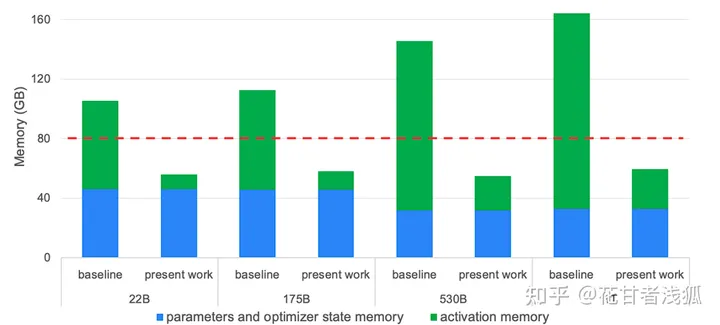 160
120
80
40
0
Memory (GB)
baseline present work baseline present work baseline present work baseline present work
22B 175B 530B T
parameters and optimizer state memory activation memory
知乎 @花甘者浅狐